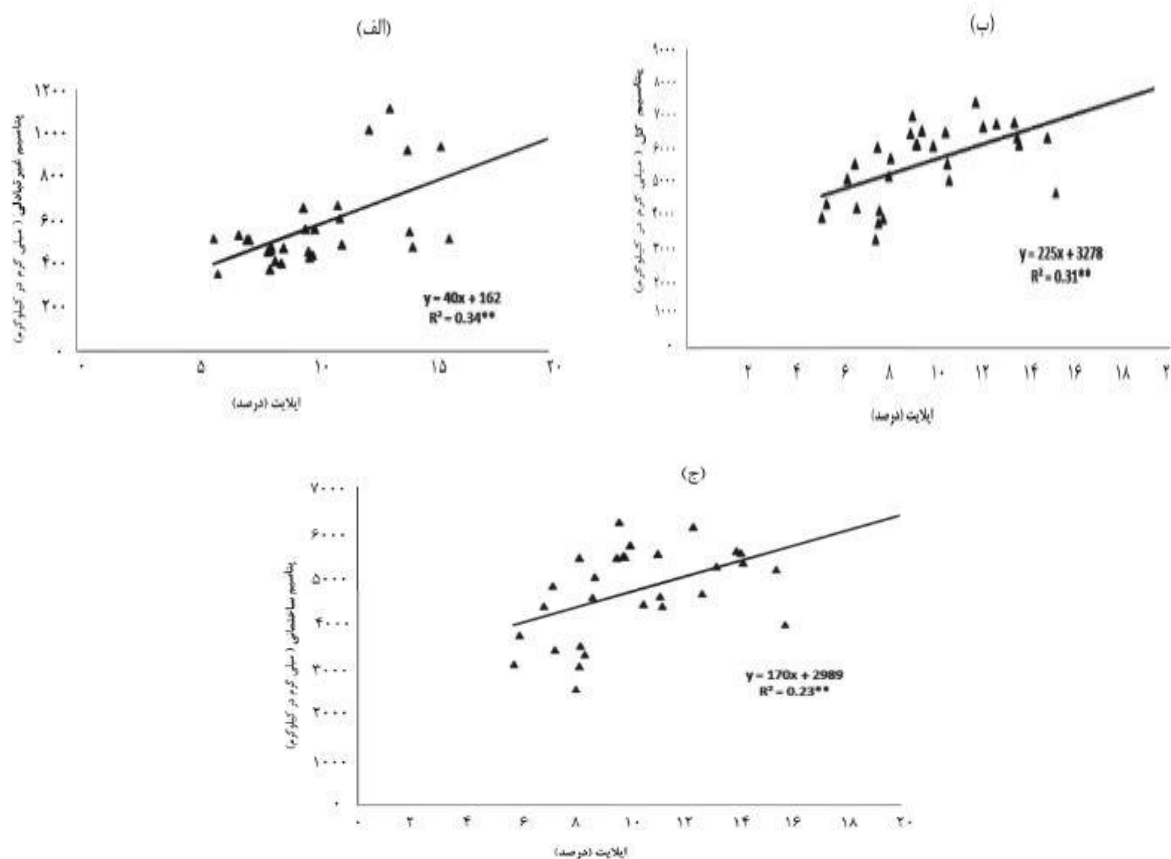 (الف)
پتاسیم غیرتبادلی (میلی گرم در کیلوگرم)
۱۲۰۰
۱۰۰۰
۸۰۰
۶۰۰
۴۰۰
۲۰۰
۰
y = 40x + 162
R² = 0.34**
۰ ۵ ۱۰ ۱۵ ۲۰
ایلایت (درصد)
(ب)
پتاسیم کل (میلی گرم در کیلوگرم)
۹۰۰۰
۸۰۰۰
۷۰۰۰
۶۰۰۰
۵۰۰۰
۴۰۰۰
۳۰۰۰
۲۰۰۰
۱۰۰۰
۰
y = 225x + 3278
R² = 0.31**
۲ ۴ ۶ ۸ ۱۰ ۱۲ ۱۴ ۱۶ ۱۸ ۲
ایلایت (درصد)
(ج)
پتاسیم ساختمانی (میلی گرم در کیلوگرم)
۷۰۰۰
۶۰۰۰
۵۰۰۰
۴۰۰۰
۳۰۰۰
۲۰۰۰
۱۰۰۰
۰
y = 170x + 2989
R² = 0.23**
۰ ۲ ۴ ۶ ۸ ۱۰ ۱۲ ۱۴ ۱۶ ۱۸ ۲۰
ایلایت (درصد)